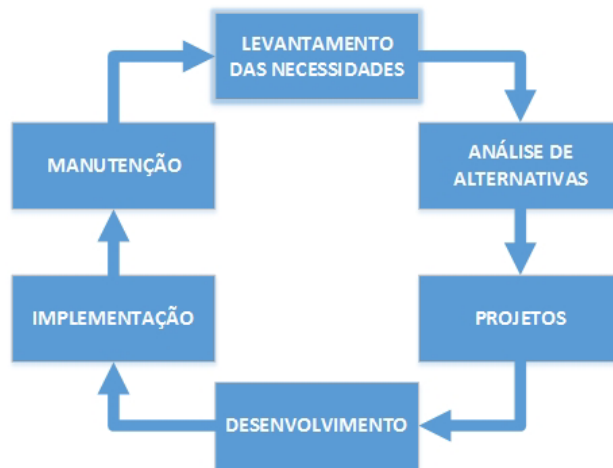 LEVANTAMENTO
DAS NECESSIDADES
ANÁLISE DE
ALTERNATIVAS
PROJETOS
DESENVOLVIMENTO
IMPLEMENTAÇÃO
MANUTENÇÃO